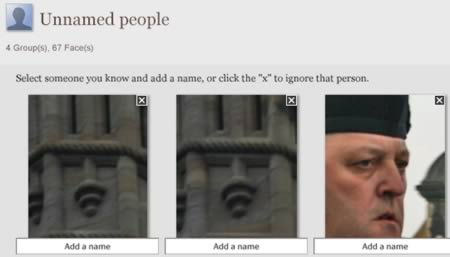 Unnamed people
4 Group(s), 67 Face(s)
Select someone you know and add a name, or click the "x" to ignore that person.
Add a name
Add a name
Add a name